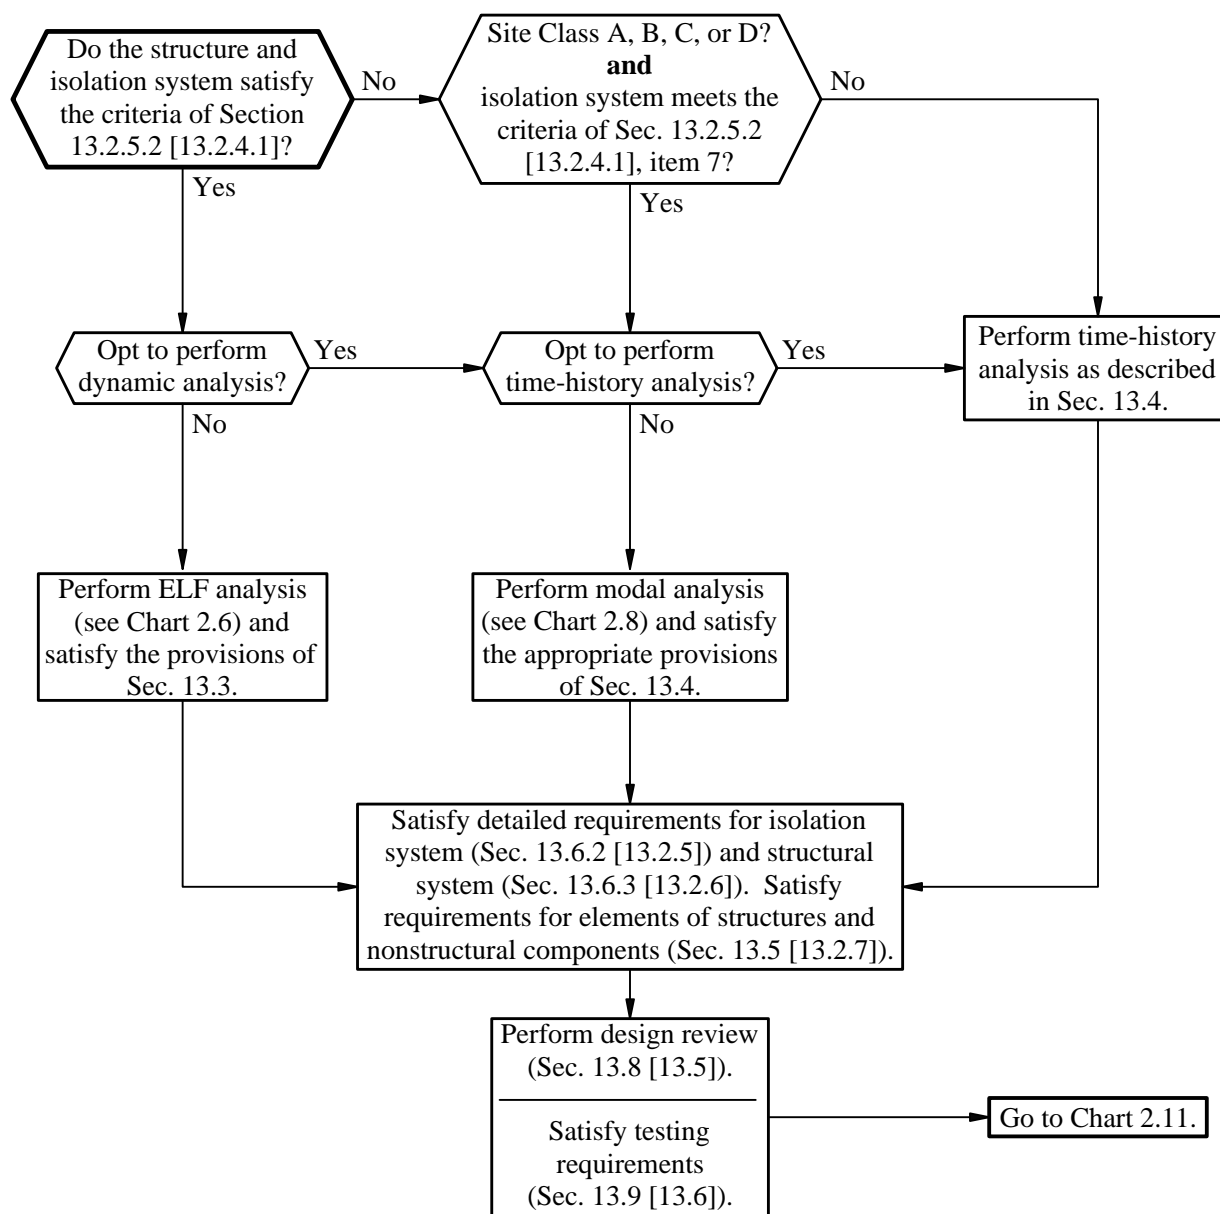 Do the structure and
isolation system satisfy
the criteria of Section
13.2.5.2 [13.2.4.1]?
No
Site Class A, B, C, or D?
and
isolation system meets the
criteria of Sec. 13.2.5.2
[13.2.4.1], item 7?
No
Yes
Yes
Opt to perform
dynamic analysis?
Yes
Opt to perform
time-history analysis?
Yes
Perform time-history
analysis as described
in Sec. 13.4.
No
No
Perform ELF analysis
(see Chart 2.6) and
satisfy the provisions of
Sec. 13.3.
Perform modal analysis
(see Chart 2.8) and satisfy
the appropriate provisions
of Sec. 13.4.
Satisfy detailed requirements for isolation
system (Sec. 13.6.2 [13.2.5]) and structural
system (Sec. 13.6.3 [13.2.6]).  Satisfy
requirements for elements of structures and
nonstructural components (Sec. 13.5 [13.2.7]).
Perform design review
(Sec. 13.8 [13.5]).
Satisfy testing
requirements
(Sec. 13.9 [13.6]).
Go to Chart 2.11.